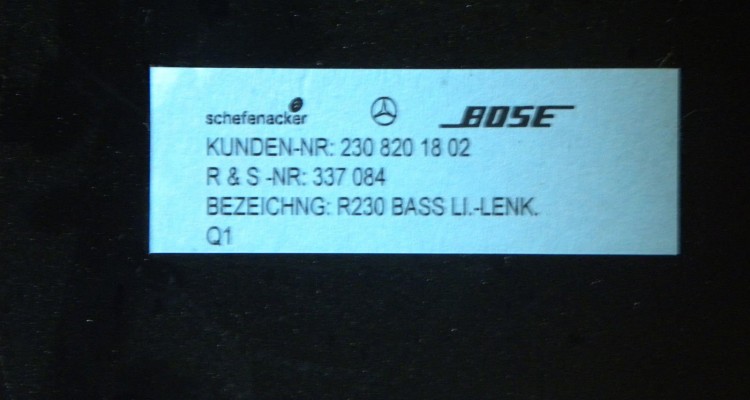 schefenacker BOSE
KUNDEN-NR: 230 820 18 02
R & S -NR: 337 084
BEZEICHNG: R230 BASS LI.-LENK.
Q1